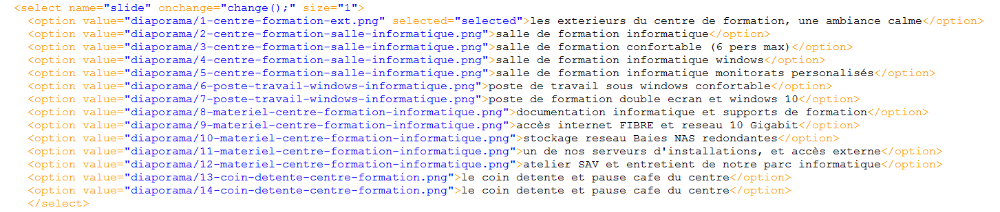 <select name="slide" onchange="change();" size="1">
<option value="diaporama/1-centre-formation-ext.png" selected="selected">les exterieurs du centre de formation, une ambiance calme</option>
<option value="diaporama/2-centre-formation-salle-informatique.png">salle de formation informatique</option>
<option value="diaporama/3-centre-formation-salle-informatique.png">salle de formation confortable (6 pers max)</option>
<option value="diaporama/4-centre-formation-salle-informatique.png">salle de formation informatique windows</option>
<option value="diaporama/5-centre-formation-salle-informatique.png">salle de formation informatique monitorats personalisés</option>
<option value="diaporama/6-poste-travail-windows-informatique.png">poste de travail sous windows confortable</option>
<option value="diaporama/7-poste-travail-windows-informatique.png">poste de formation double ecran et windows 10</option>
<option value="diaporama/8-materiel-centre-formation-informatique.png">documentation informatique et supports de formation</option>
<option value="diaporama/9-materiel-centre-formation-informatique.png">accès internet FIBRE et reseau 10 Gigabit</option>
<option value="diaporama/10-materiel-centre-formation-informatique.png">stockage reseau Baies NAS redondantes</option>
<option value="diaporama/11-materiel-centre-formation-informatique.png">un de nos serveurs d'installations, et accès externe</option>
<option value="diaporama/12-materiel-centre-formation-informatique.png">atelier SAV et entretient de notre parc informatique</option>
<option value="diaporama/13-coin-detente-centre-formation.png">le coin detente et pause cafe du centre</option>
<option value="diaporama/14-coin-detente-centre-formation.png">le coin detente et pause cafe du centre</option>
</select>